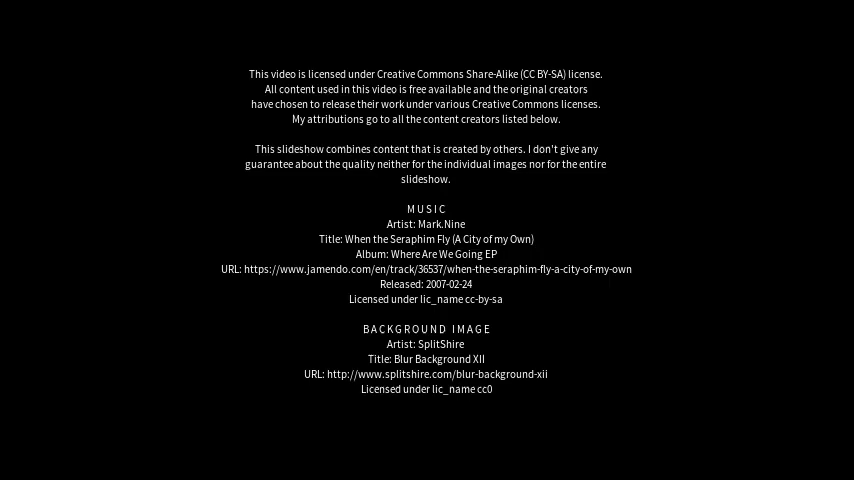 This video is licensed under Creative Commons Share-Alike (CC BY-SA) license.
All content used in this video is free available and the original creators
have chosen to release their work under various Creative Commons licenses.
My attributions go to all the content creators listed below.
This slideshow combines content that is created by others. I don't give any
guarantee about the quality neither for the individual images nor for the entire
slideshow.
MUSIC
Artist: Mark.Nine
Title: When the Seraphim Fly (A City of my Own)
Album: Where Are We Going EP
URL: https://www.jamendo.com/en/track/36537/when-the-seraphim-fly-a-city-of-my-own
Released: 2007-02-24
Licensed under lic_name cc-by-sa
BACKGROUND IMAGE
Artist: SplitShire
Title: Blur Background XII
URL: http://www.splitshire.com/blur-background-xii
Licensed under lic_name cc0